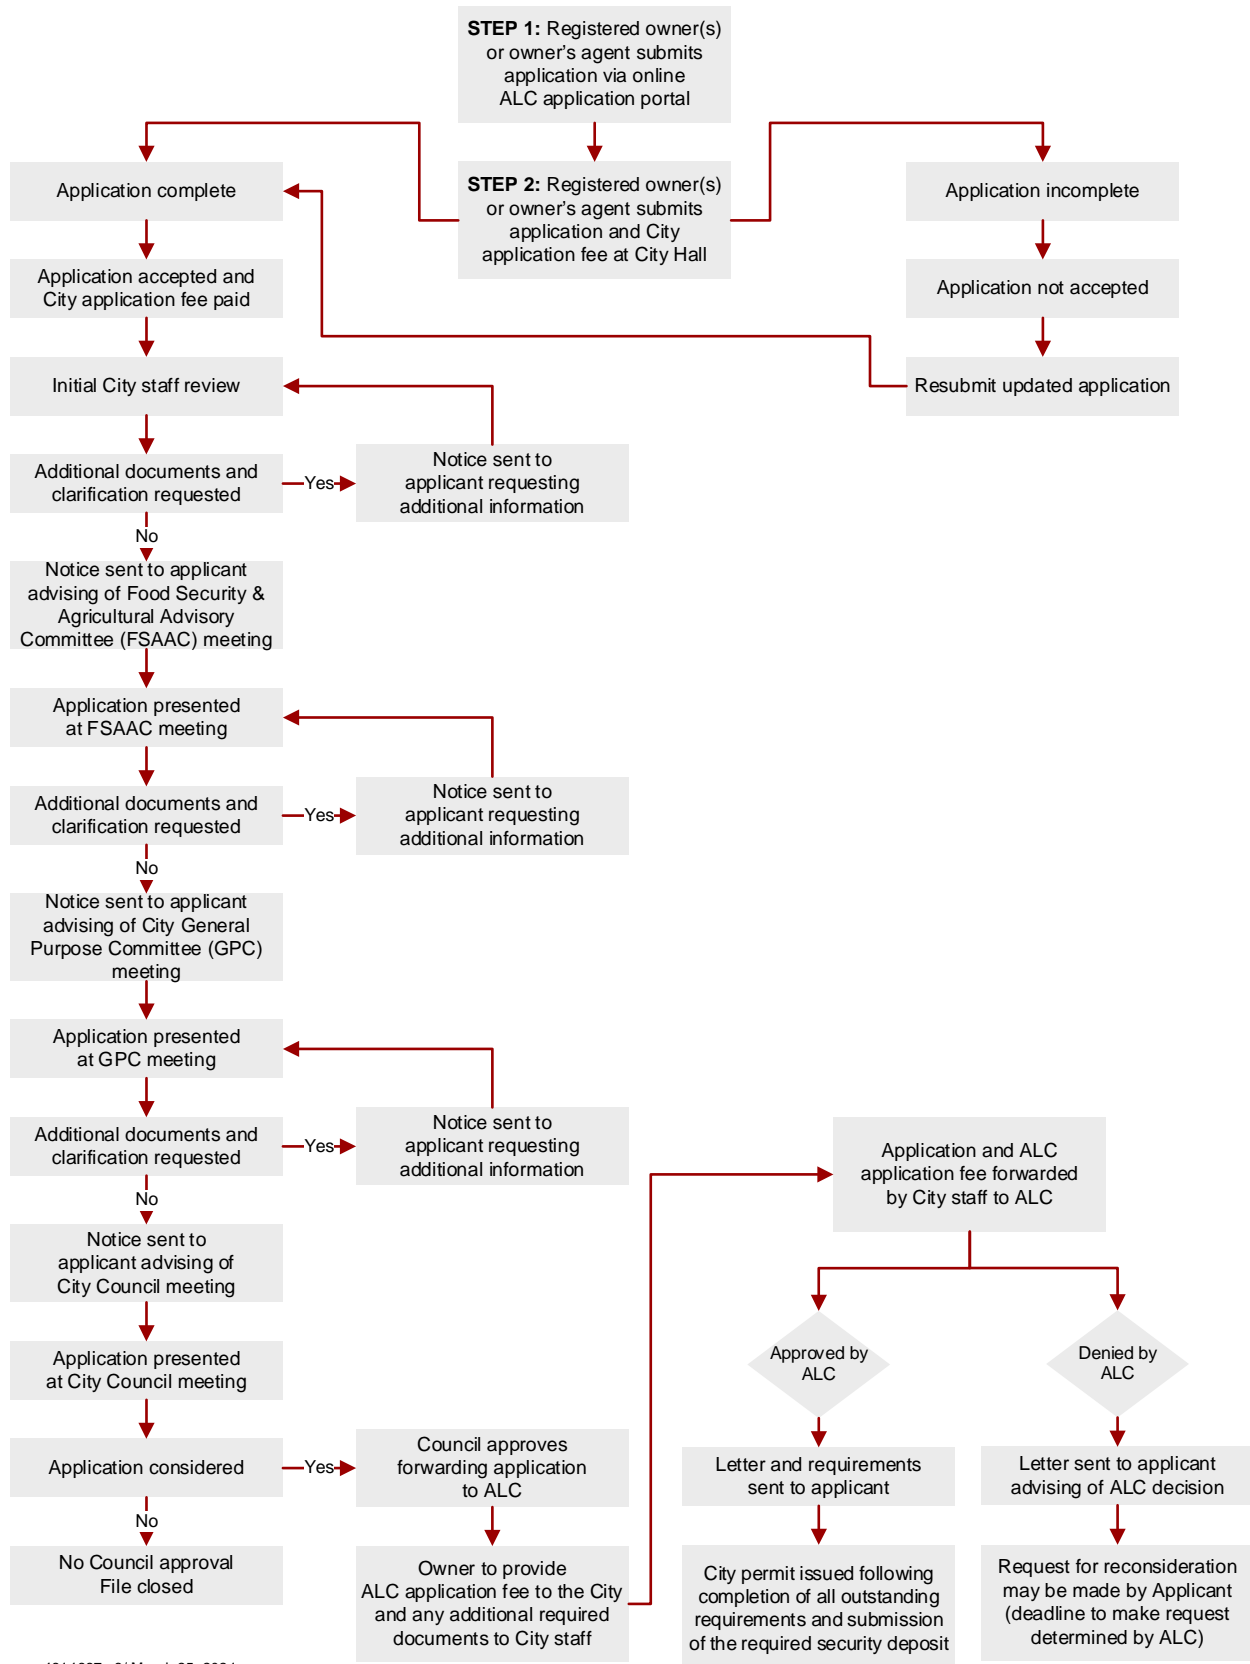 STEP 1: Registered owner(s)
or owner's agent submits
application via online
ALC application portal
STEP 2: Registered owner(s)
or owner's agent submits
application and City
application fee at City Hall
Application complete
Application incomplete
Application accepted and
City application fee paid
Application not accepted
Initial City staff review
Resubmit updated application
Additional documents and
clarification requested
Yes
Notice sent to
applicant requesting
additional information
No
Notice sent to applicant
advising of Food Security &
Agricultural Advisory
Committee (FSAAC) meeting
Application presented
at FSAAC meeting
Additional documents and
clarification requested
Yes
Notice sent to
applicant requesting
additional information
No
Notice sent to applicant
advising of City General
Purpose Committee (GPC)
meeting
Application presented
at GPC meeting
Additional documents and
clarification requested
Yes
Notice sent to
applicant requesting
additional information
No
Notice sent to
applicant advising of
City Council meeting
Application presented
at City Council meeting
Application considered
Yes
Council approves
forwarding application
to ALC
No
No Council approval
File closed
Owner to provide
ALC application fee to the City
and any additional required
documents to City staff
Application and ALC
application fee forwarded
by City staff to ALC
Approved by
ALC
Denied by
ALC
Letter and requirements
sent to applicant
Letter sent to applicant
advising of ALC decision
City permit issued following
completion of all outstanding
requirements and submission
of the required security deposit
Request for reconsideration
may be made by Applicant
(deadline to make request
determined by ALC)